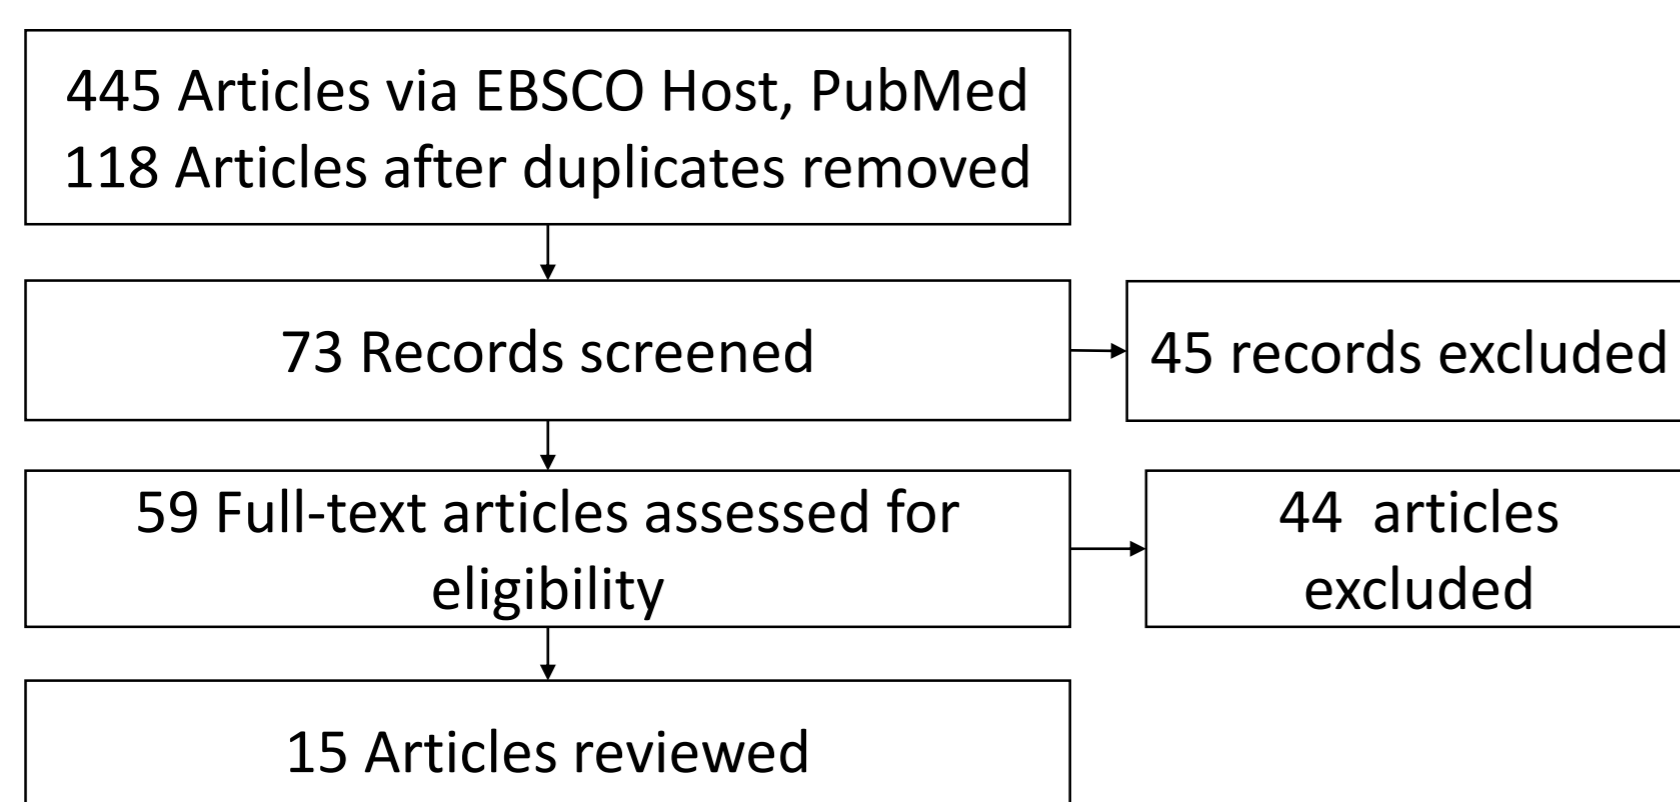 445 Articles via EBSCO Host, PubMed
118 Articles after duplicates removed
73 Records screened
45 records excluded
59 Full-text articles assessed for
eligibility
44  articles
excluded
15 Articles reviewed